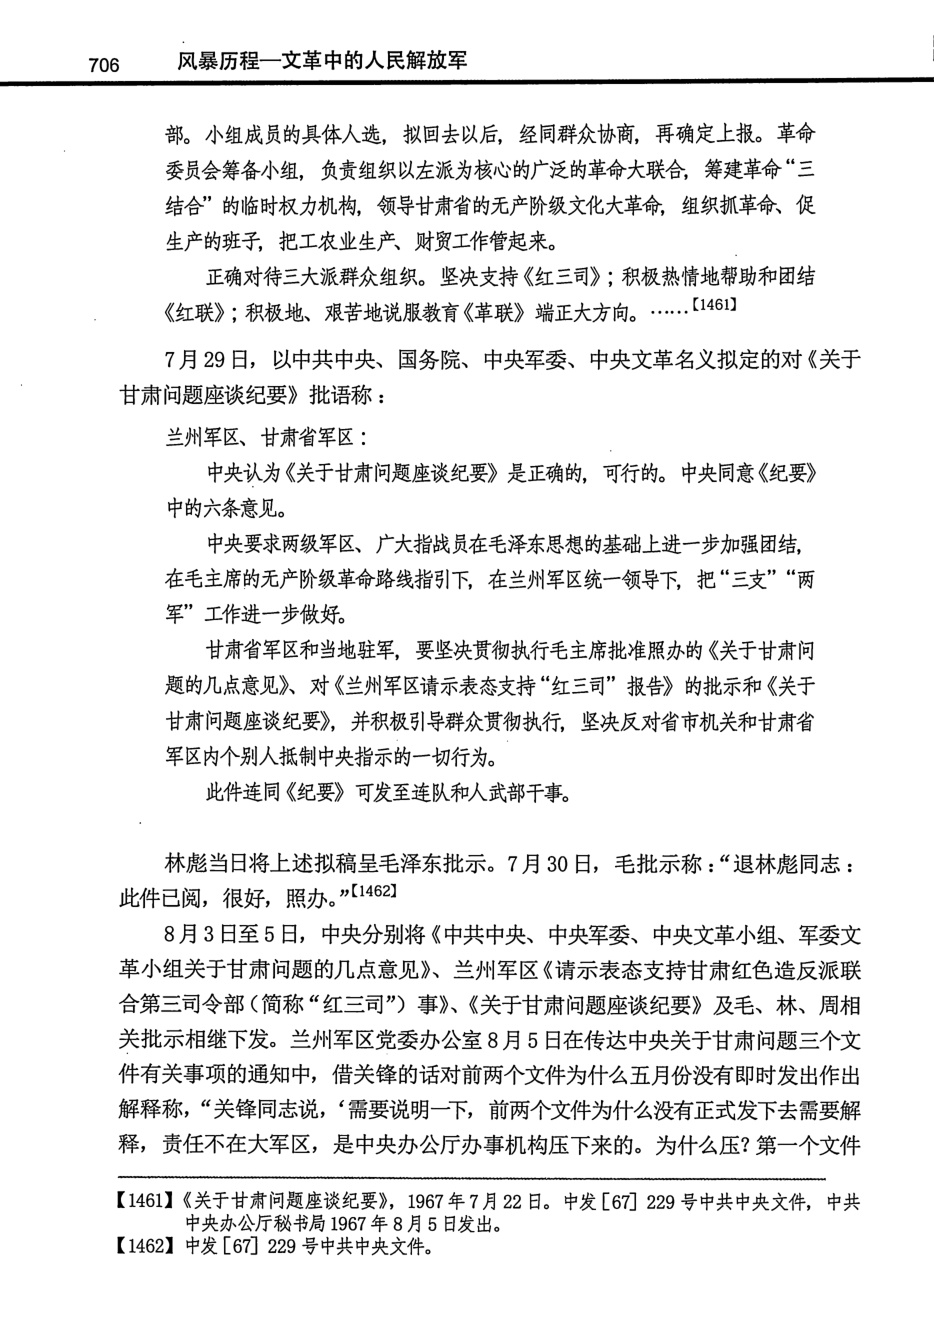 706 风暴历程—文革中的人民解放军
部。小组成员的具体人选，拟回去以后，经同群众协商，再确定上报。革命
委员会筹备小组，负责组织以左派为核心的广泛的革命大联合，筹建革命“三
结合”的临时权力机构，领导甘肃省的无产阶级文化大革命，组织抓革命、促
生产的班子，把工农业生产、财贸工作管起来。
正确对待三大派群众组织。坚决支持《红三司》；积极热情地帮助和团结
《红联》；积极地、艰苦地说服教育《革联》端正大方向。……【1461】
7月29日，以中共中央、国务院、中央军委、中央文革名义拟定的对《关于
甘肃问题座谈纪要》批语称：
兰州军区、甘肃省军区：
中央认为《关于甘肃问题座谈纪要》是正确的，可行的。中央同意《纪要》
中的六条意见。
中央要求两级军区、广大指战员在毛泽东思想的基础上进一步加强团结，
在毛主席的无产阶级革命路线指引下，在兰州军区统一领导下，把“三支”“两
军”工作进一步做好。
甘肃省军区和当地驻军，要坚决贯彻执行毛主席批准照办的《关于甘肃问
题的几点意见》、对《兰州军区请示表态支持“红三司”报告》的批示和《关于
甘肃问题座谈纪要》，并积极引导群众贯彻执行，坚决反对省市机关和甘肃省
军区内个别人抵制中央指示的一切行为。
此件连同《纪要》可发至连队和人武部干事。
林彪当日将上述拟稿呈毛泽东批示。7月30日，毛批示称：“退林彪同志：
此件已阅，很好，照办。”【1462】
8月3日至5日，中央分别将《中共中央、中央军委、中央文革小组、军委文
革小组关于甘肃问题的几点意见》、兰州军区《请示表态支持甘肃红色造反派联
合第三司令部（简称“红三司”）事》、《关于甘肃问题座谈纪要》及毛、林、周相
关批示相继下发。兰州军区党委办公室8月5日在传达中央关于甘肃问题三个文
件有关事项的通知中，借关锋的话对前两个文件为什么五月份没有即时发出作出
解释称，“关锋同志说，‘需要说明一下，前两个文件为什么没有正式发下去需要解
释，责任不在大军区，是中央办公厅办事机构压下来的。为什么压？第一个文件
【1461】《关于甘肃问题座谈纪要》，1967年7月22日。中发［67］229号中共中央文件，中共
中央办公厅秘书局1967年8月5日发出。
【1462】中发［67］229号中共中央文件。